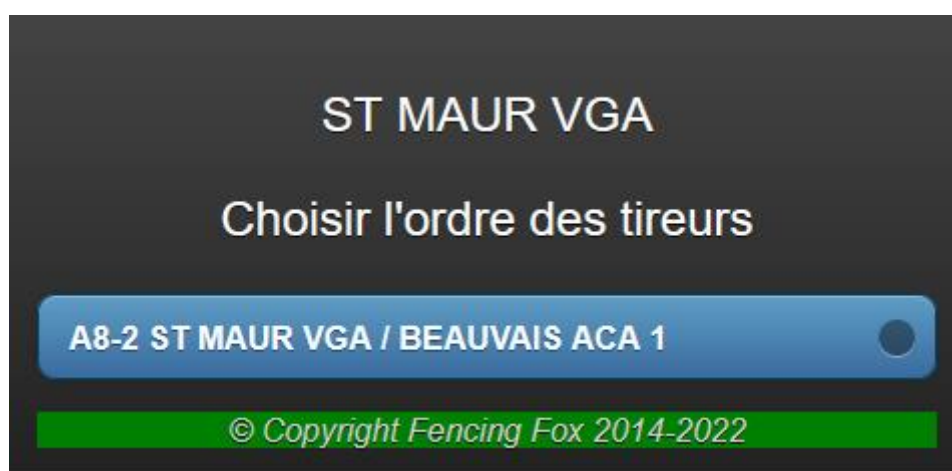 ST MAUR VGA
Choisir l'ordre des tireurs
A8-2 ST MAUR VGA / BEAUVAIS ACA 1
© Copyright Fencing Fox 2014-2022